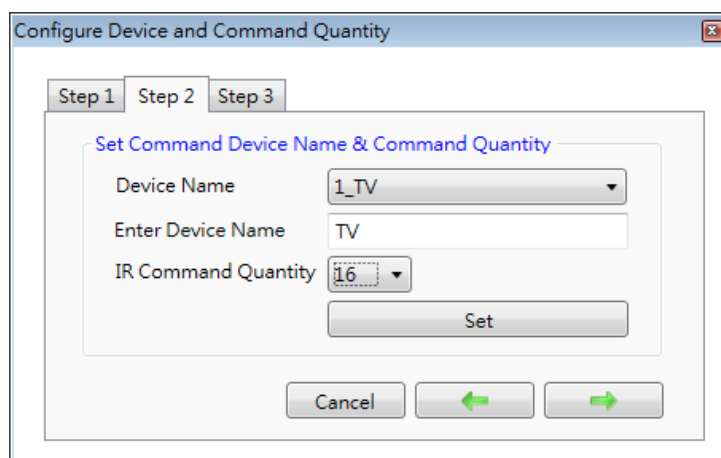 Configure Device and Command Quantity
Step 1 Step 2 Step 3
Set Command Device Name & Command Quantity
Device Name 1_TV
Enter Device Name TV
IR Command Quantity 16
Set
Cancel